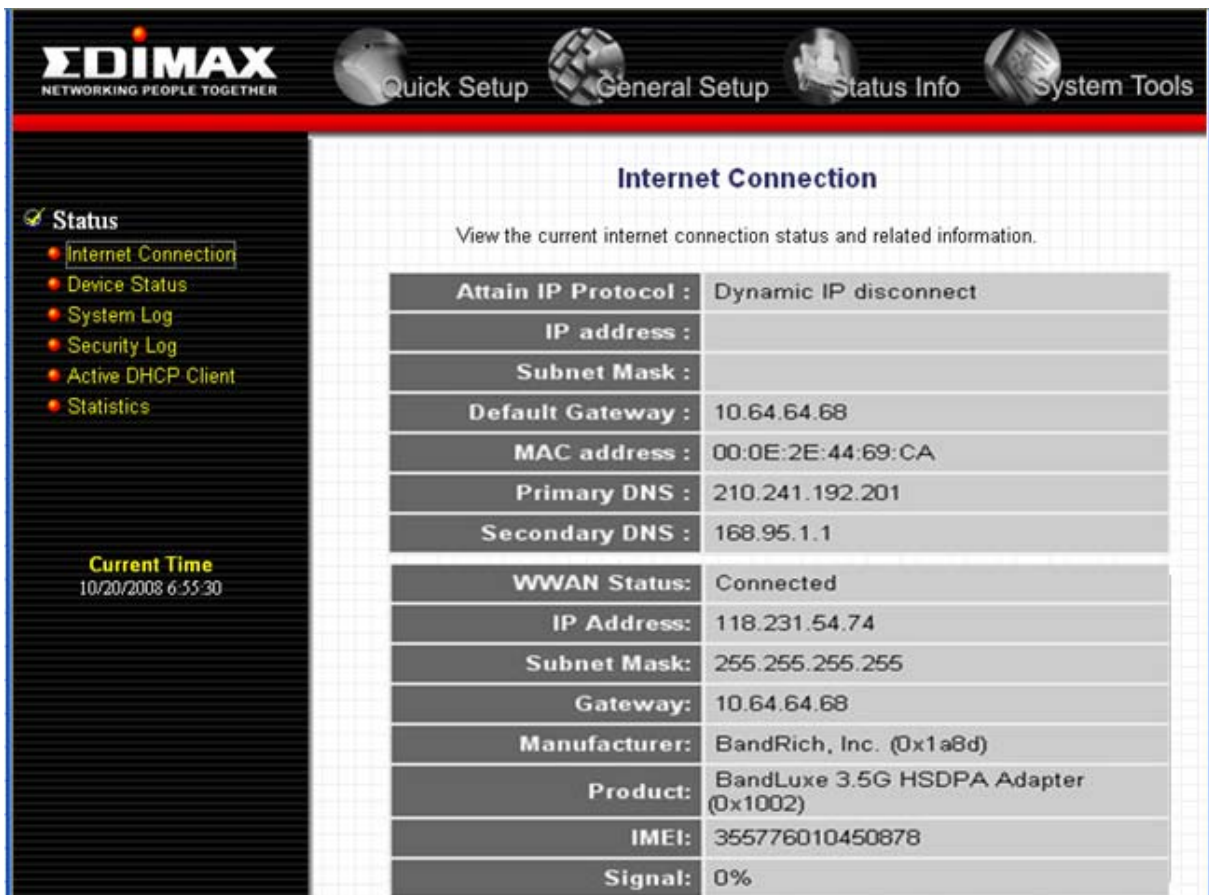 EDIMAX
NETWORKING PEOPLE TOGETHER
Quick Setup
General Setup
Status Info
System Tools
Status
Internet Connection
Device Status
System Log
Security Log
Active DHCP Client
Statistics
Current Time
10/20/2008 6:55:30
Internet Connection
View the current internet connection status and related information.
Attain IP Protocol : Dynamic IP disconnect
IP address :
Subnet Mask :
Default Gateway : 10.64.64.68
MAC address : 00:0E:2E:44:69:CA
Primary DNS : 210.241.192.201
Secondary DNS : 168.95.1.1
WWAN Status: Connected
IP Address: 118.231.54.74
Subnet Mask: 255.255.255.255
Gateway: 10.64.64.68
Manufacturer: BandRich, Inc. (0x1a8d)
Product: BandLuxe 3.5G HSDPA Adapter
(0x1002)
IMEI: 355776010450878
Signal: 0%